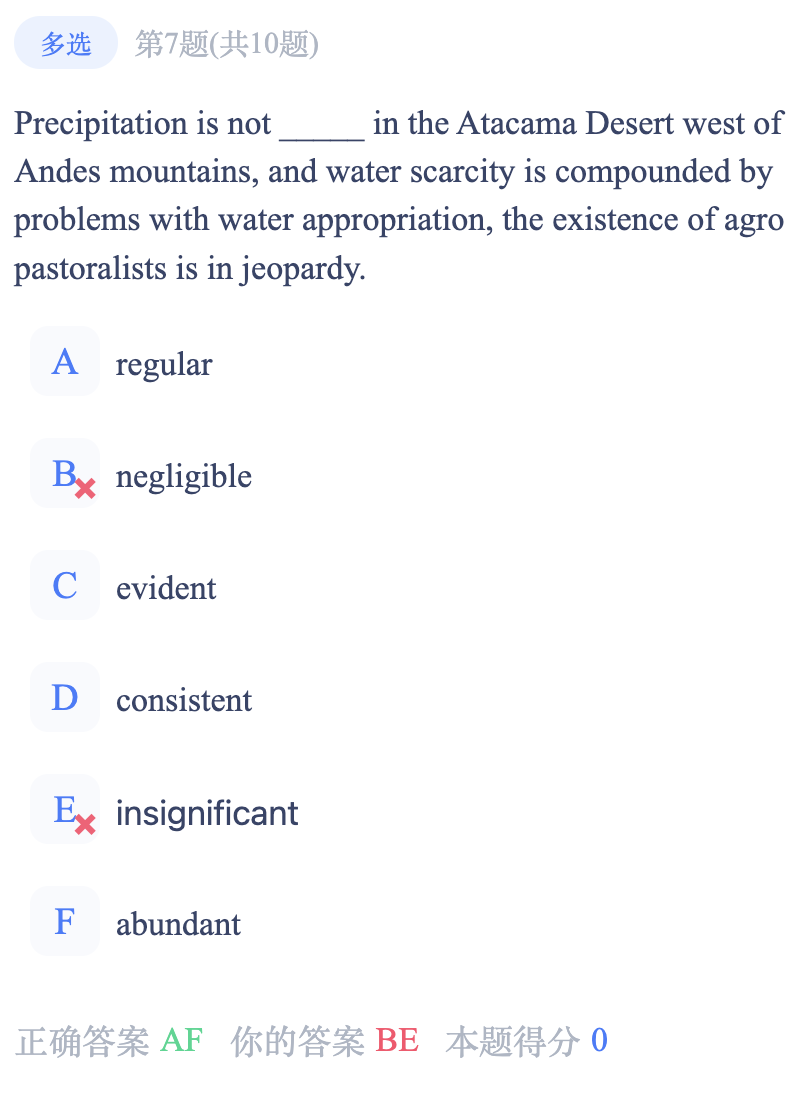 多选 第7题(共10题)
Precipitation is not _____ in the Atacama Desert west of
Andes mountains, and water scarcity is compounded by
problems with water appropriation, the existence of agro
pastoralists is in jeopardy.
A regular
B negligible
C evident
D consistent
E insignificant
F abundant
正确答案 AF 你的答案 BE 本题得分 0